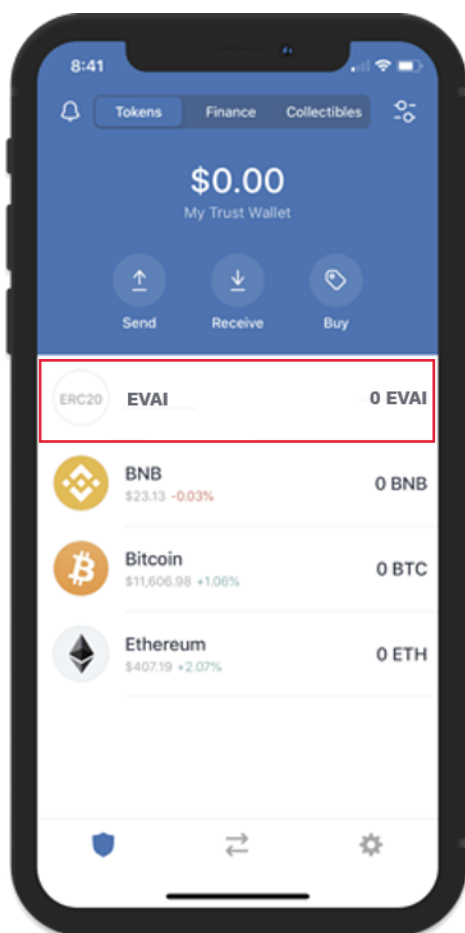 8:41
Tokens Finance Collectibles
$0.00
My Trust Wallet
Send Receive Buy
ERC20 EVAI 0 EVAI
BNB
$23.13 -0.03% 0 BNB
Bitcoin
$11,606.98 +1.06% 0 BTC
Ethereum
$407.19 +2.07% 0 ETH